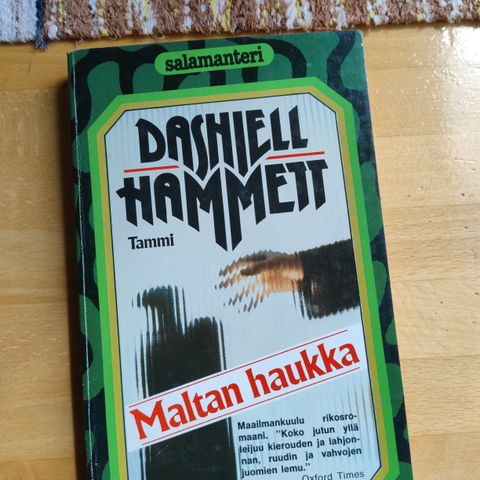 salamanteri
DASHIELL
HAMMETT
Tammi
Maltan haukka
Maailmankuulu rikosro-
maani. "Koko jutun yllä
leijuu kierouden ja lahjon-
nan, ruudin ja vahvojen
juomien lemu."
Oxford Times